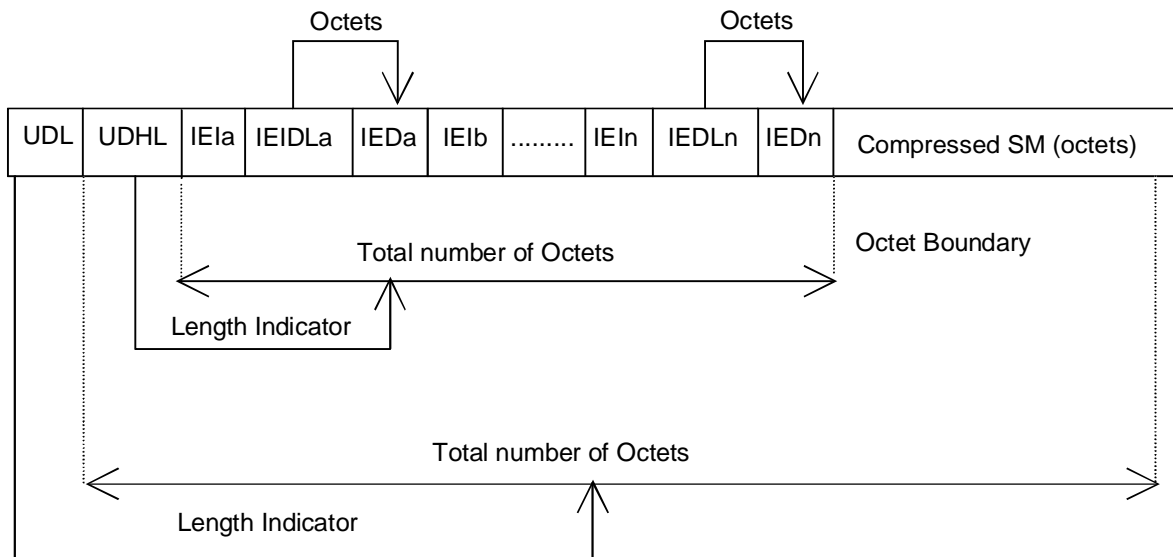 Octets Octets
UDL UDHL IEIa IEIDLa IEDa IEIb ......... IEIn IEDLn IEDn Compressed SM (octets)
Total number of Octets Octet Boundary
Length Indicator
Total number of Octets
Length Indicator